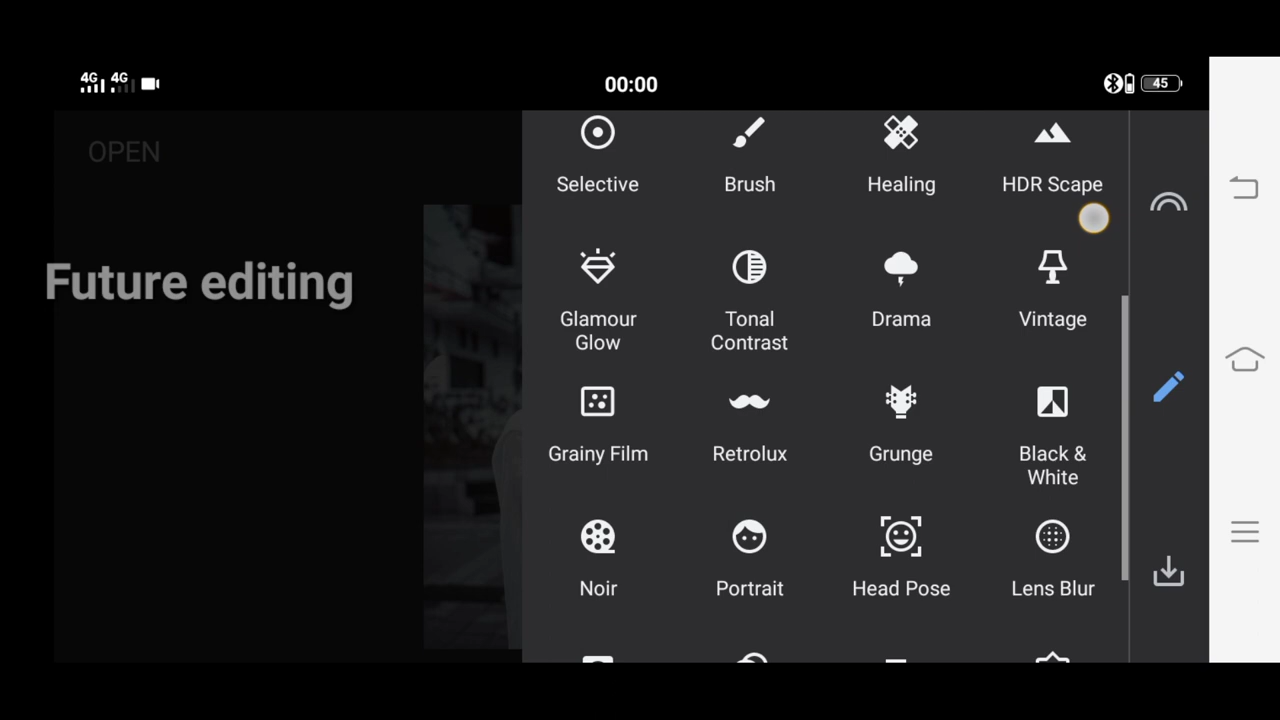 4G 4G
00:00
45
OPEN
Future editing
Selective
Brush
Healing
HDR Scape
Glamour
Glow
Tonal
Contrast
Drama
Vintage
Grainy Film
Retrolux
Grunge
Black &
White
Noir
Portrait
Head Pose
Lens Blur